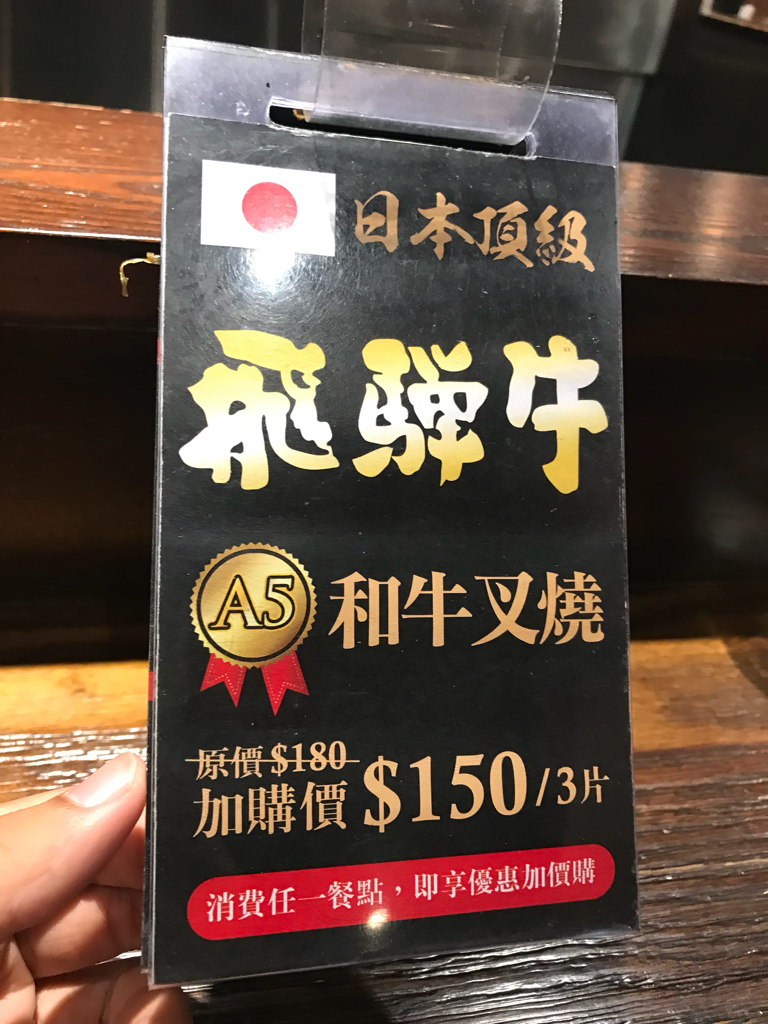 日本頂級
飛驒牛
A5
和牛叉燒
原價$180
加購價$150/3片
消費任一餐點，即享優惠加價購